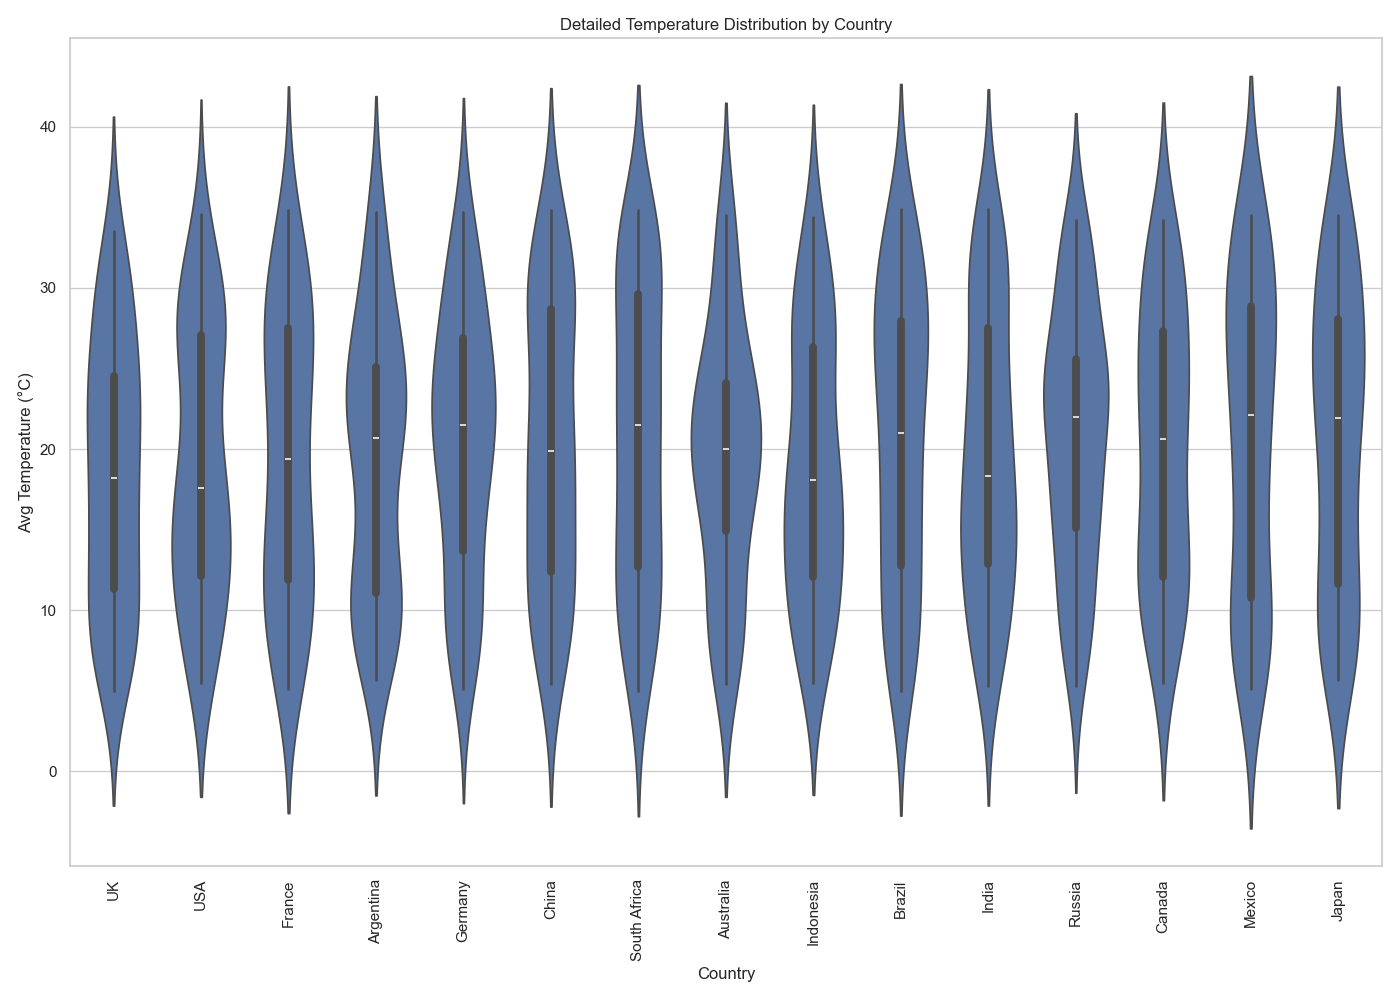 Detailed Temperature Distribution by Country
Avg Temperature (°C)
40
30
20
10
0
UK
USA
France
Argentina
Germany
China
South Africa
Australia
Indonesia
Brazil
India
Russia
Canada
Mexico
Japan
Country